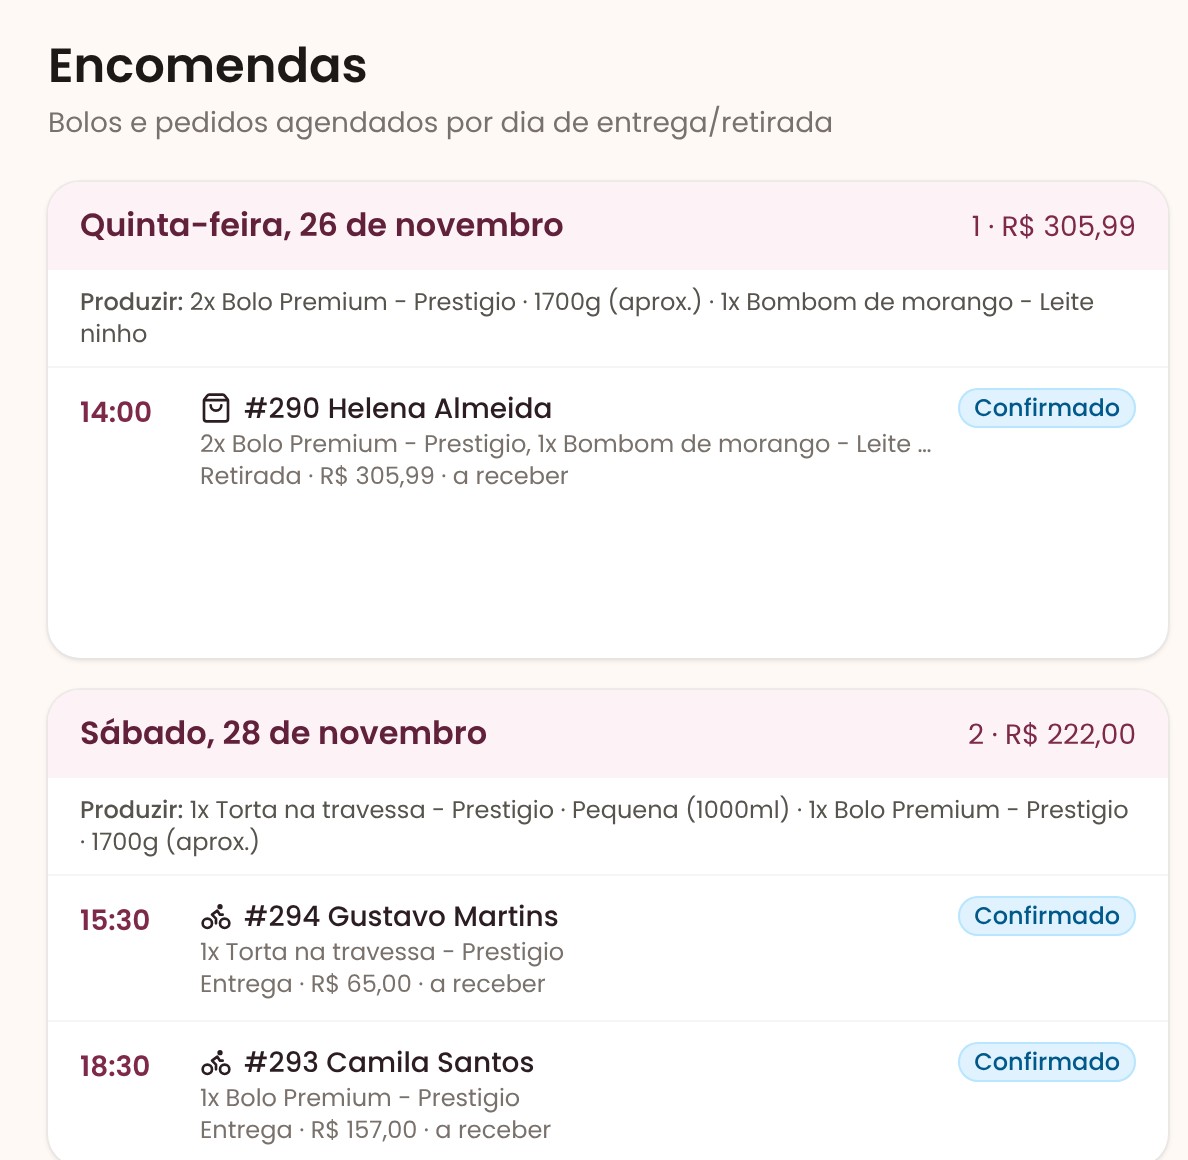 Encomendas
Bolos e pedidos agendados por dia de entrega/retirada
Quinta-feira, 26 de novembro
1 · R$ 305,99
Produzir: 2x Bolo Premium - Prestigio · 1700g (aprox.) · 1x Bombom de morango - Leite
ninho
14:00
#290 Helena Almeida
Confirmado
2x Bolo Premium - Prestigio, 1x Bombom de morango - Leite ...
Retirada · R$ 305,99 · a receber
Sábado, 28 de novembro
2 · R$ 222,00
Produzir: 1x Torta na travessa - Prestigio · Pequena (1000ml) · 1x Bolo Premium - Prestigio
· 1700g (aprox.)
15:30
#294 Gustavo Martins
Confirmado
1x Torta na travessa - Prestigio
Entrega · R$ 65,00 · a receber
18:30
#293 Camila Santos
Confirmado
1x Bolo Premium - Prestigio
Entrega · R$ 157,00 · a receber